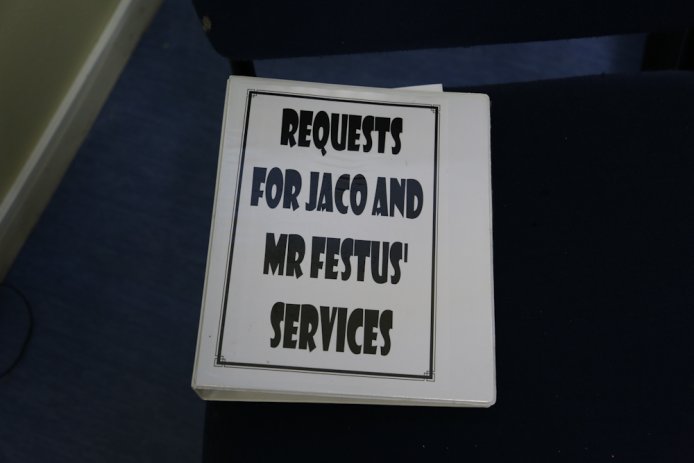 REQUESTS
FOR JACO AND
MR FESTUS'
SERVICES